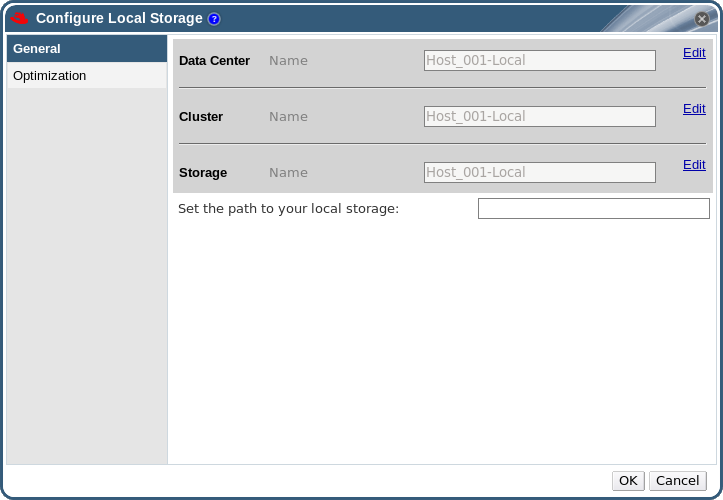 Configure Local Storage ?
General
Optimization
Data Center Name Host_001-Local Edit
Cluster Name Host_001-Local Edit
Storage Name Host_001-Local Edit
Set the path to your local storage:
OK Cancel